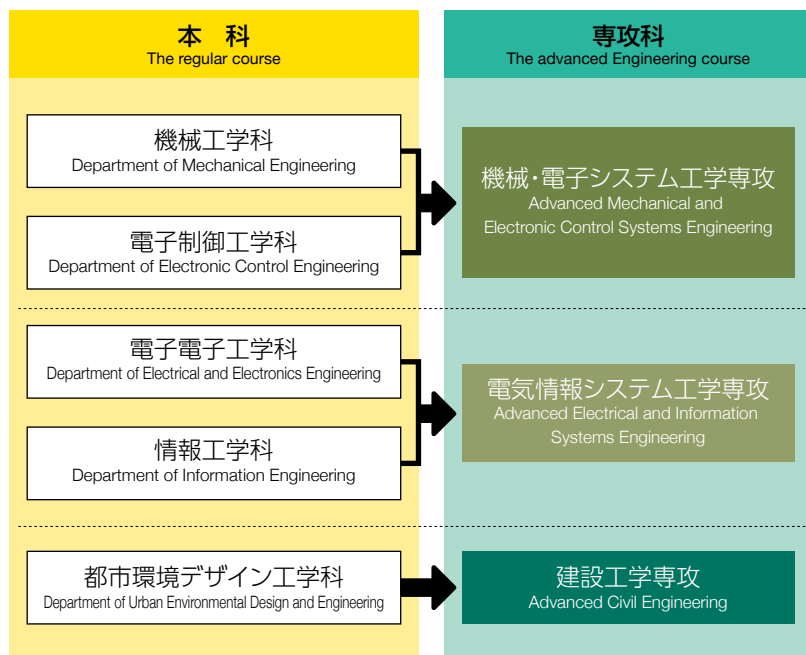 本 科
The regular course
専攻科
The advanced Engineering course
機械工学科
Department of Mechanical Engineering
電子制御工学科
Department of Electronic Control Engineering
機械・電子システム工学専攻
Advanced Mechanical and
Electronic Control Systems Engineering
電子電子工学科
Department of Electrical and Electronics Engineering
情報工学科
Department of Information Engineering
電気情報システム工学専攻
Advanced Electrical and Information
Systems Engineering
都市環境デザイン工学科
Department of Urban Environmental Design and Engineering
建設工学専攻
Advanced Civil Engineering